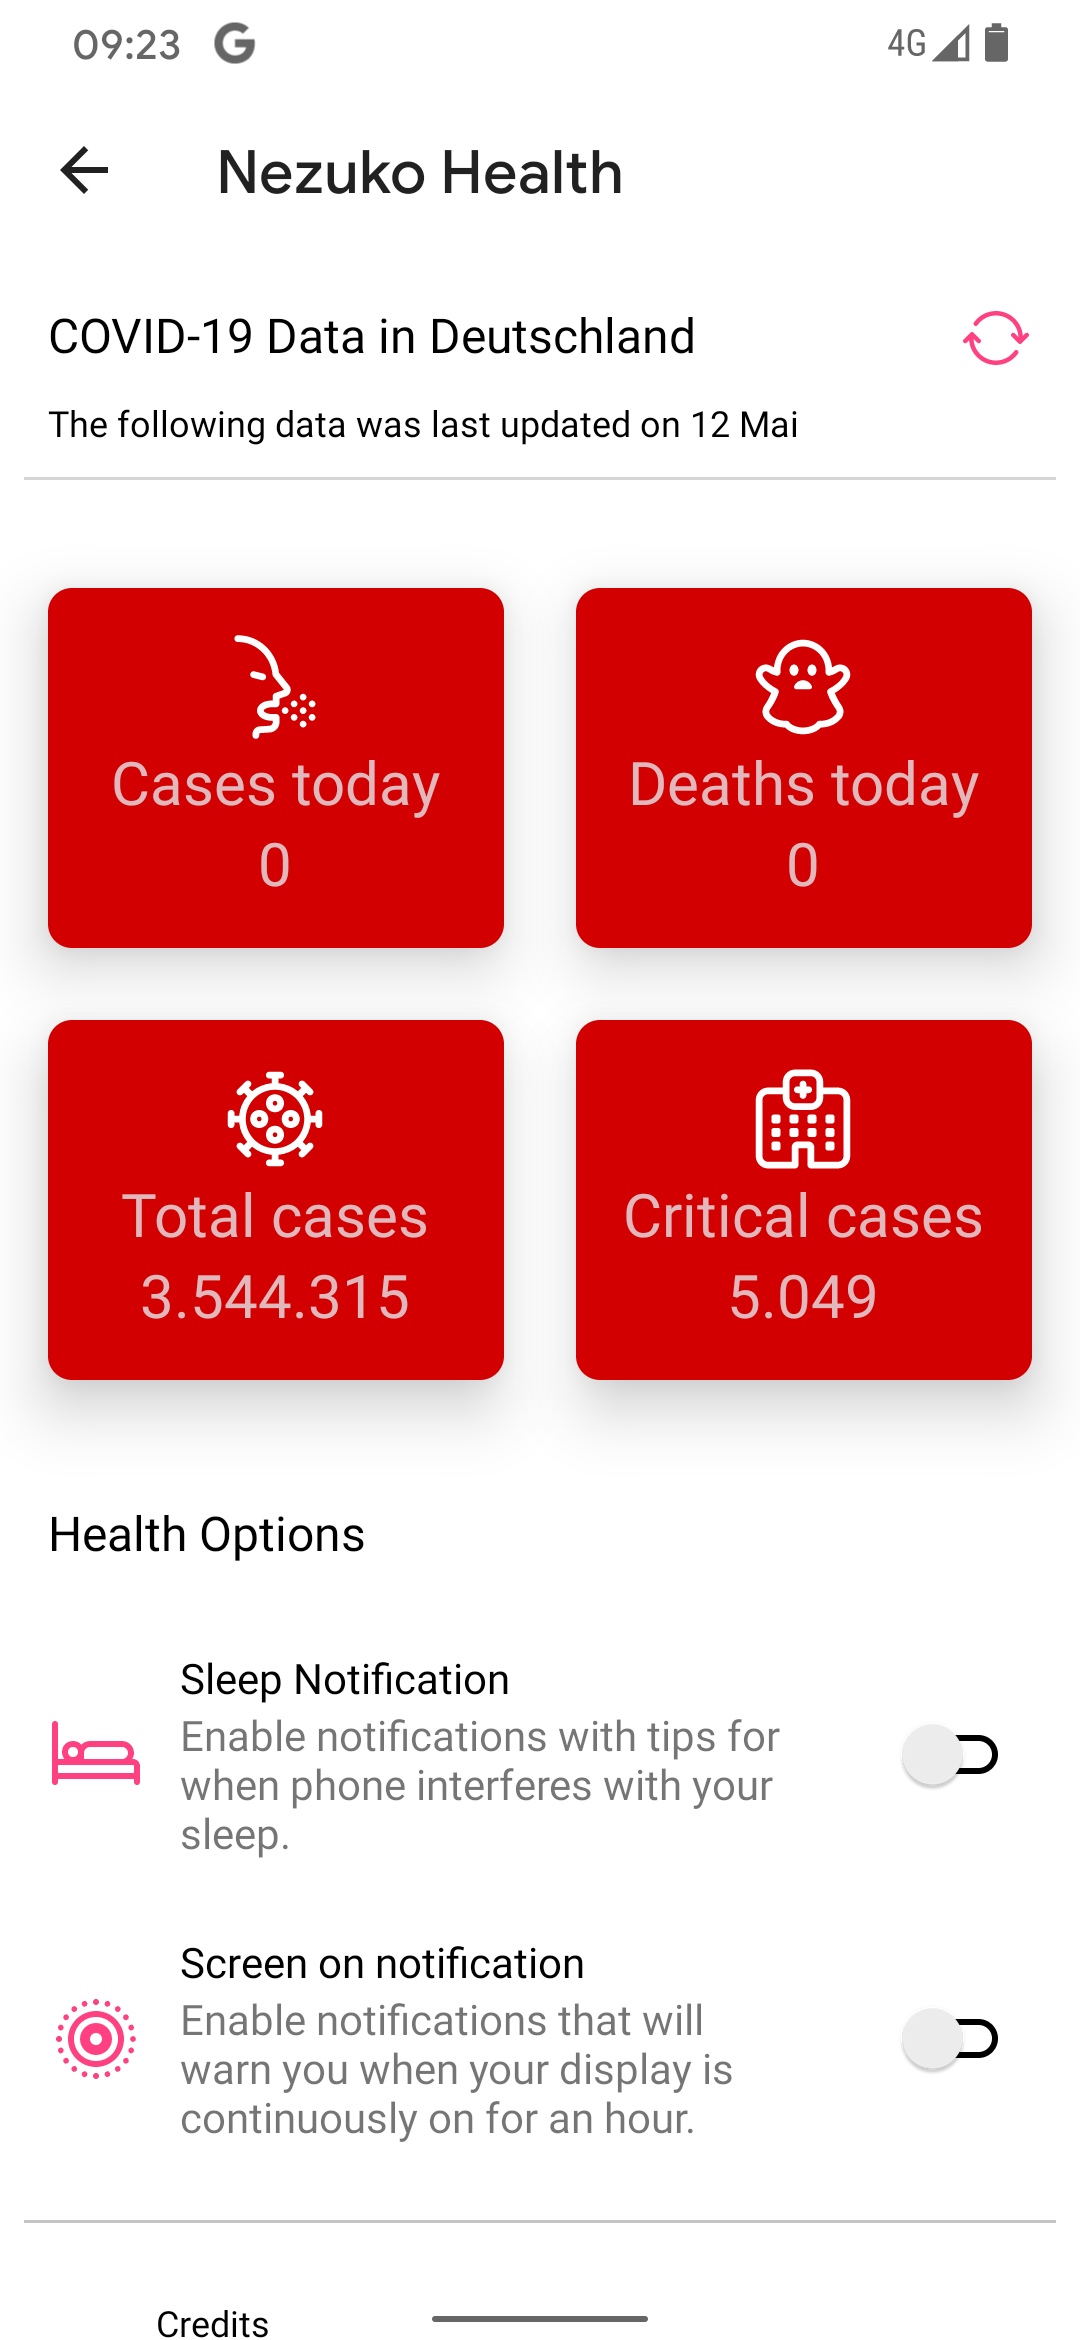 09:23
4G
Nezuko Health
COVID-19 Data in Deutschland
The following data was last updated on 12 Mai
Cases today
0
Deaths today
0
Total cases
3.544.315
Critical cases
5.049
Health Options
Sleep Notification
Enable notifications with tips for
when phone interferes with your
sleep.
Screen on notification
Enable notifications that will
warn you when your display is
continuously on for an hour.
Credits